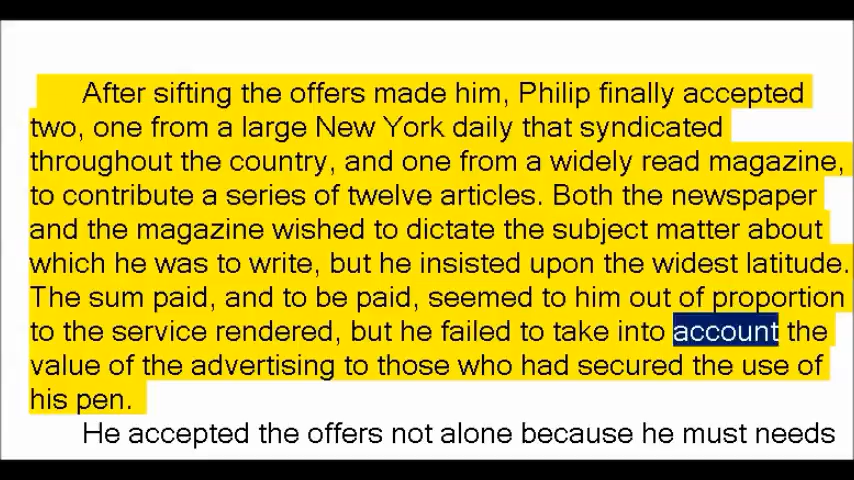 After sifting the offers made him, Philip finally accepted
two, one from a large New York daily that syndicated
throughout the country, and one from a widely read magazine,
to contribute a series of twelve articles. Both the newspaper
and the magazine wished to dictate the subject matter about
which he was to write, but he insisted upon the widest latitude.
The sum paid, and to be paid, seemed to him out of proportion
to the service rendered, but he failed to take into account the
value of the advertising to those who had secured the use of
his pen.
He accepted the offers not alone because he must needs